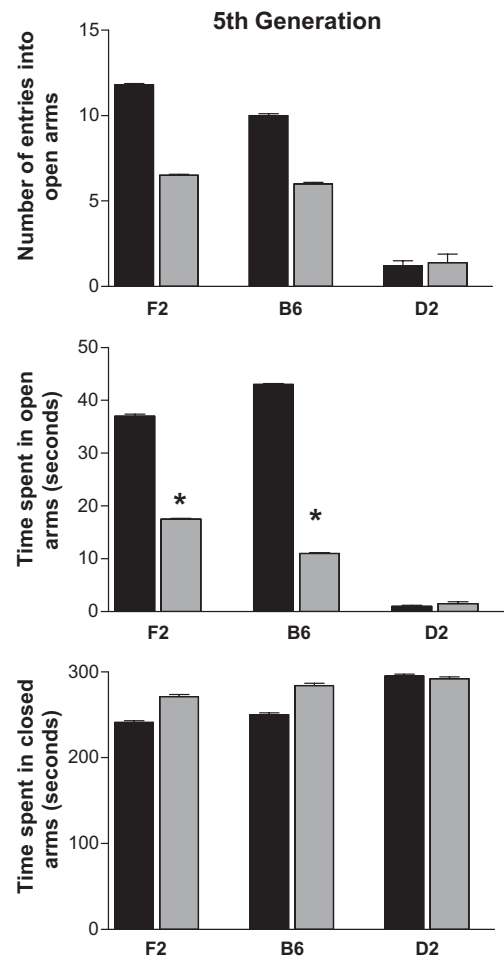 5th Generation
Number of entries into
open arms
15
10
5
0
F2 B6 D2
Time spent in open
arms (seconds)
50
40
30
20
10
0
* *
F2 B6 D2
Time spent in closed
arms (seconds)
300
200
100
0
F2 B6 D2